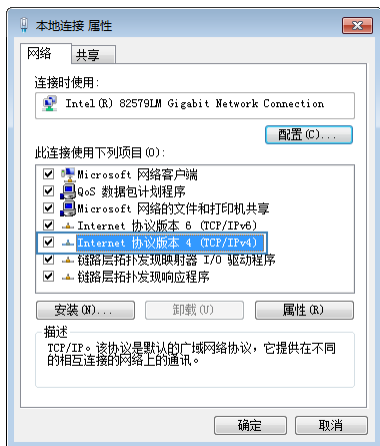 本地连接 属性
网络
共享
连接时使用:
Intel(R) 82579LM Gigabit Network Connection
配置(C)...
此连接使用下列项目(O):
Microsoft 网络客户端
QoS 数据包计划程序
Microsoft 网络的文件和打印机共享
Internet 协议版本 6 (TCP/IPv6)
Internet 协议版本 4 (TCP/IPv4)
链路层拓扑发现映射器 I/O 驱动程序
链路层拓扑发现响应程序
安装(N)...
卸载(U)
属性(R)
描述
TCP/IP。该协议是默认的广域网络协议，它提供在不同
的相互连接的网络上的通讯。
确定
取消